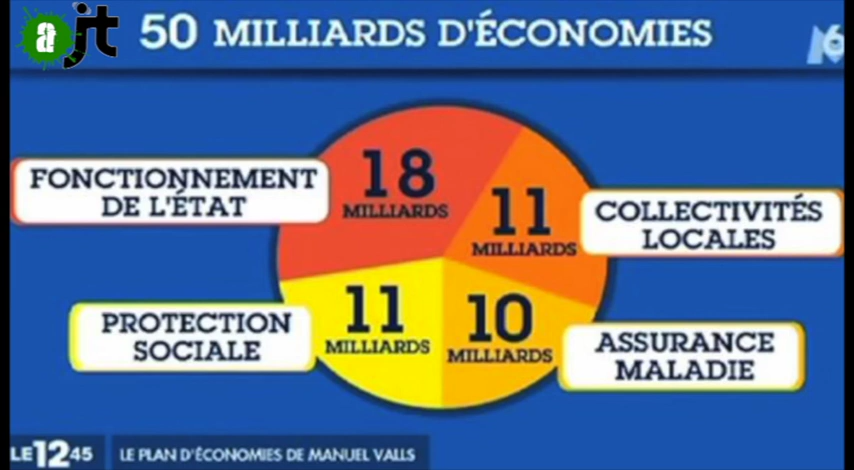 ajt
50 MILLIARDS D'ÉCONOMIES
M6
FONCTIONNEMENT
DE L'ÉTAT
18
MILLIARDS
11
MILLIARDS
COLLECTIVITÉS
LOCALES
PROTECTION
SOCIALE
11
MILLIARDS
10
MILLIARDS
ASSURANCE
MALADIE
LE 12 45
LE PLAN D'ÉCONOMIES DE MANUEL VALLS